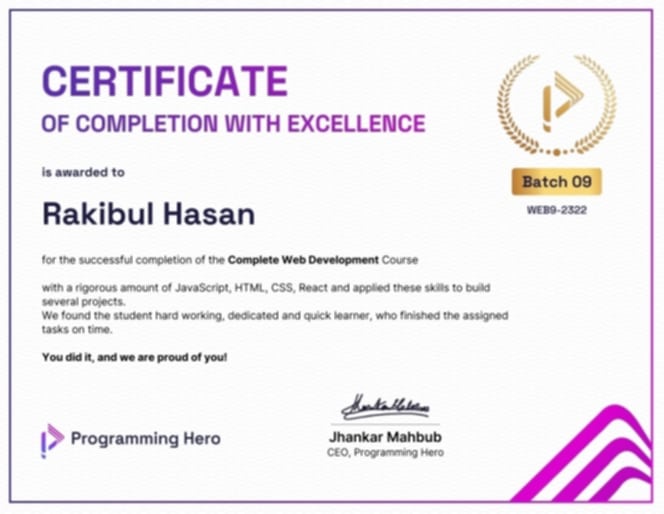 CERTIFICATE
OF COMPLETION WITH EXCELLENCE
is awarded to
Rakibul Hasan
for the successful completion of the Complete Web Development Course
with a rigorous amount of JavaScript, HTML, CSS, React and applied these skills to build
several projects.
We found the student hard working, dedicated and quick learner, who finished the assigned
tasks on time.
You did it, and we are proud of you!
Batch 09
WEB9-2322
Programming Hero
Jhankar Mahbub
CEO, Programming Hero